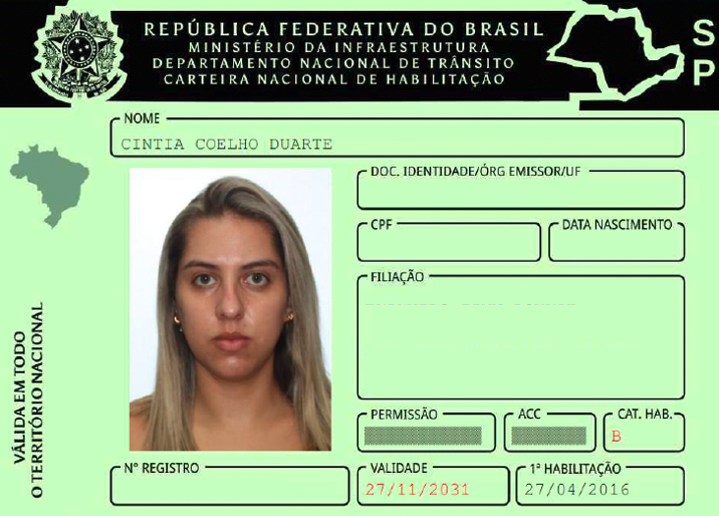 REPÚBLICA FEDERATIVA DO BRASIL
MINISTÉRIO DA INFRAESTRUTURA
DEPARTAMENTO NACIONAL DE TRÂNSITO
CARTEIRA NACIONAL DE HABILITAÇÃO
SP
NOME
CINTIA COELHO DUARTE
DOC. IDENTIDADE/ÓRG EMISSOR/UF
CPF
DATA NASCIMENTO
FILIAÇÃO
VÁLIDA EM TODO
O TERRITÓRIO NACIONAL
PERMISSÃO
ACC
CAT. HAB.
B
Nº REGISTRO
VALIDADE
1ª HABILITAÇÃO
27/11/2031
27/04/2016